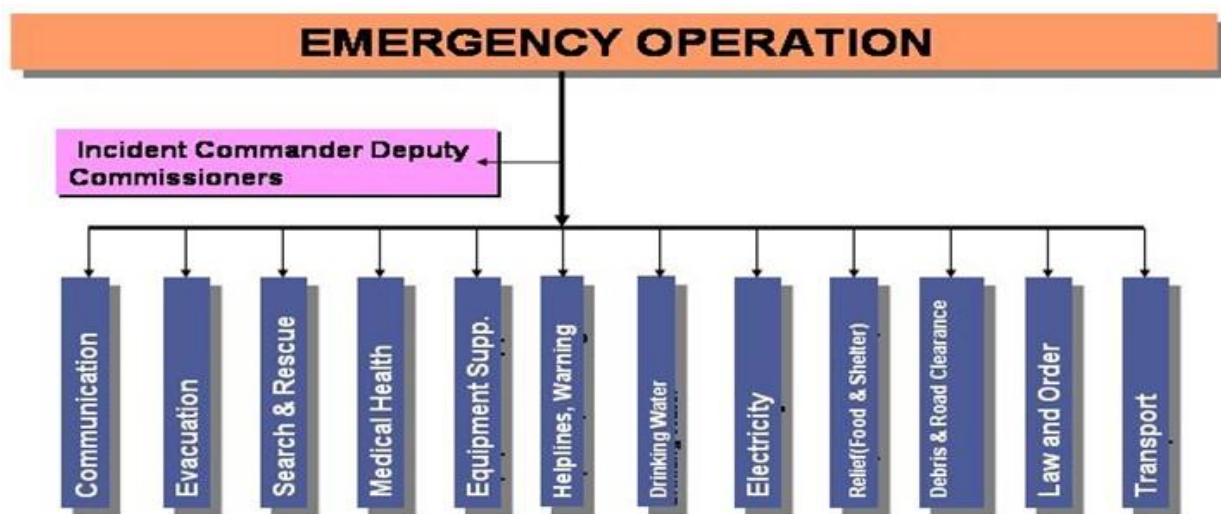 EMERGENCY OPERATION
Incident Commander Deputy
Commissioners
Communication
Evacuation
Search & Rescue
Medical Health
Equipment Supp.
Helplines, Warning
Drinking Water
Electricity
Relief(Food & Shelter)
Debris & Road Clearance
Law and Order
Transport